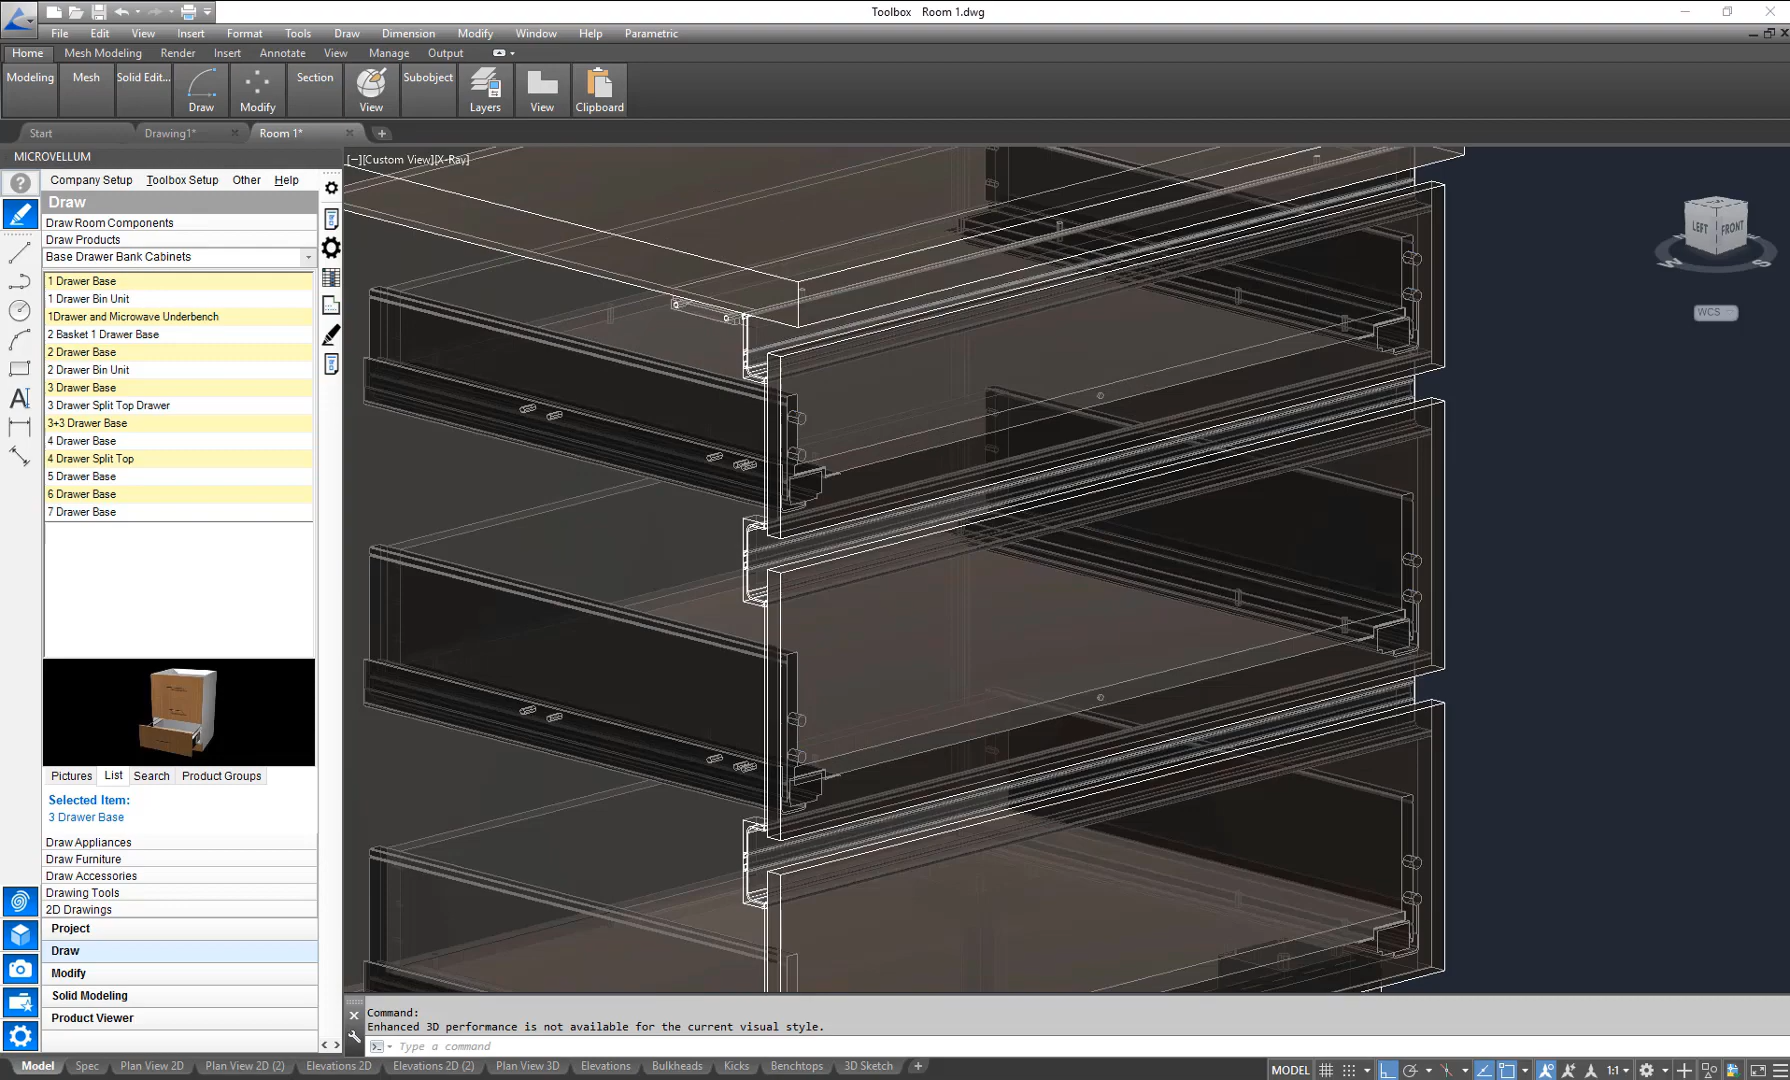 Toolbox Room 1.dwg
File Edit View Insert Format Tools Draw Dimension Modify Window Help Parametric
Home Mesh Modeling Render Insert Annotate View Manage Output
Modeling Mesh Solid Edit... Draw Modify Section View Subobject Layers View Clipboard
Start Drawing1* Room 1*
MICROVELLUM
[−][Custom View][X-Ray]
Company Setup Toolbox Setup Other Help
Draw
Draw Room Components
Draw Products
Base Drawer Bank Cabinets
1 Drawer Base
1 Drawer Bin Unit
1Drawer and Microwave Underbench
2 Basket 1 Drawer Base
2 Drawer Base
2 Drawer Bin Unit
3 Drawer Base
3 Drawer Split Top Drawer
3+3 Drawer Base
4 Drawer Base
4 Drawer Split Top
5 Drawer Base
6 Drawer Base
7 Drawer Base
LEFT FRONT
W S
WCS
Pictures List Search Product Groups
Selected Item:
3 Drawer Base
Draw Appliances
Draw Furniture
Draw Accessories
Drawing Tools
2D Drawings
Project
Draw
Modify
Solid Modeling
Product Viewer
Command:
Enhanced 3D performance is not available for the current visual style.
Type a command
Model Spec Plan View 2D Plan View 2D (2) Elevations 2D Elevations 2D (2) Plan View 3D Elevations Bulkheads Kicks Benchtops 3D Sketch
MODEL 1:1